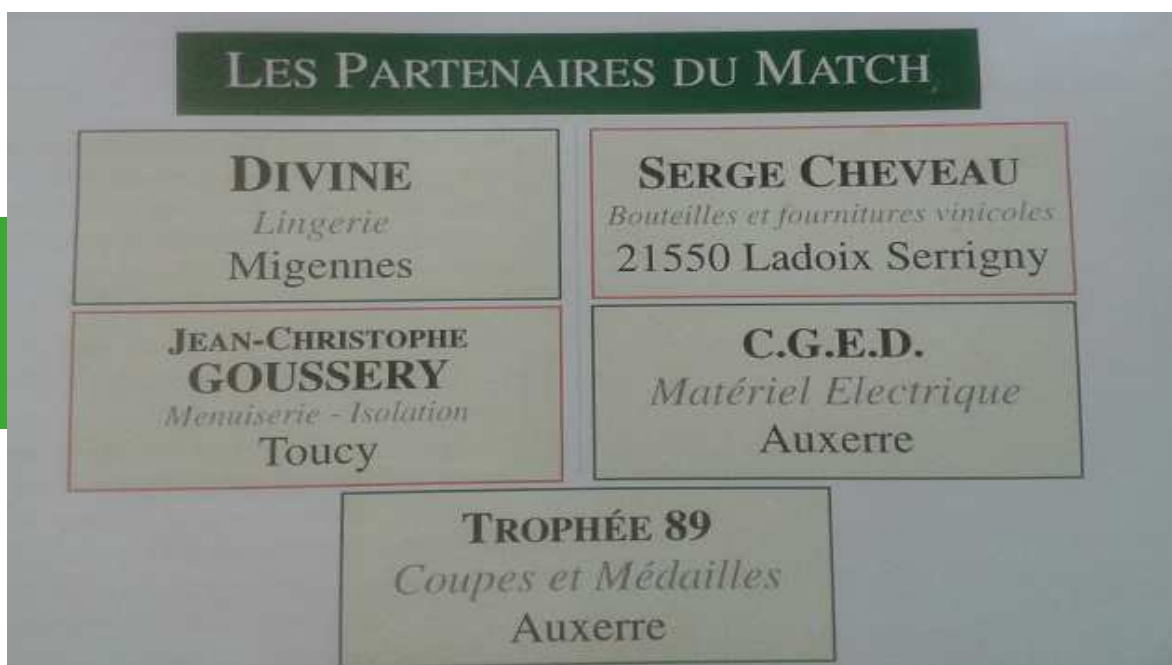 LES PARTENAIRES DU MATCH
DIVINE
Lingerie
Migennes
SERGE CHEVEAU
Bouteilles et fournitures vinicoles
21550 Ladoix Serrigny
JEAN-CHRISTOPHE
GOUSSERY
Menuiserie - Isolation
Toucy
C.G.E.D.
Matériel Electrique
Auxerre
TROPHÉE 89
Coupes et Médailles
Auxerre